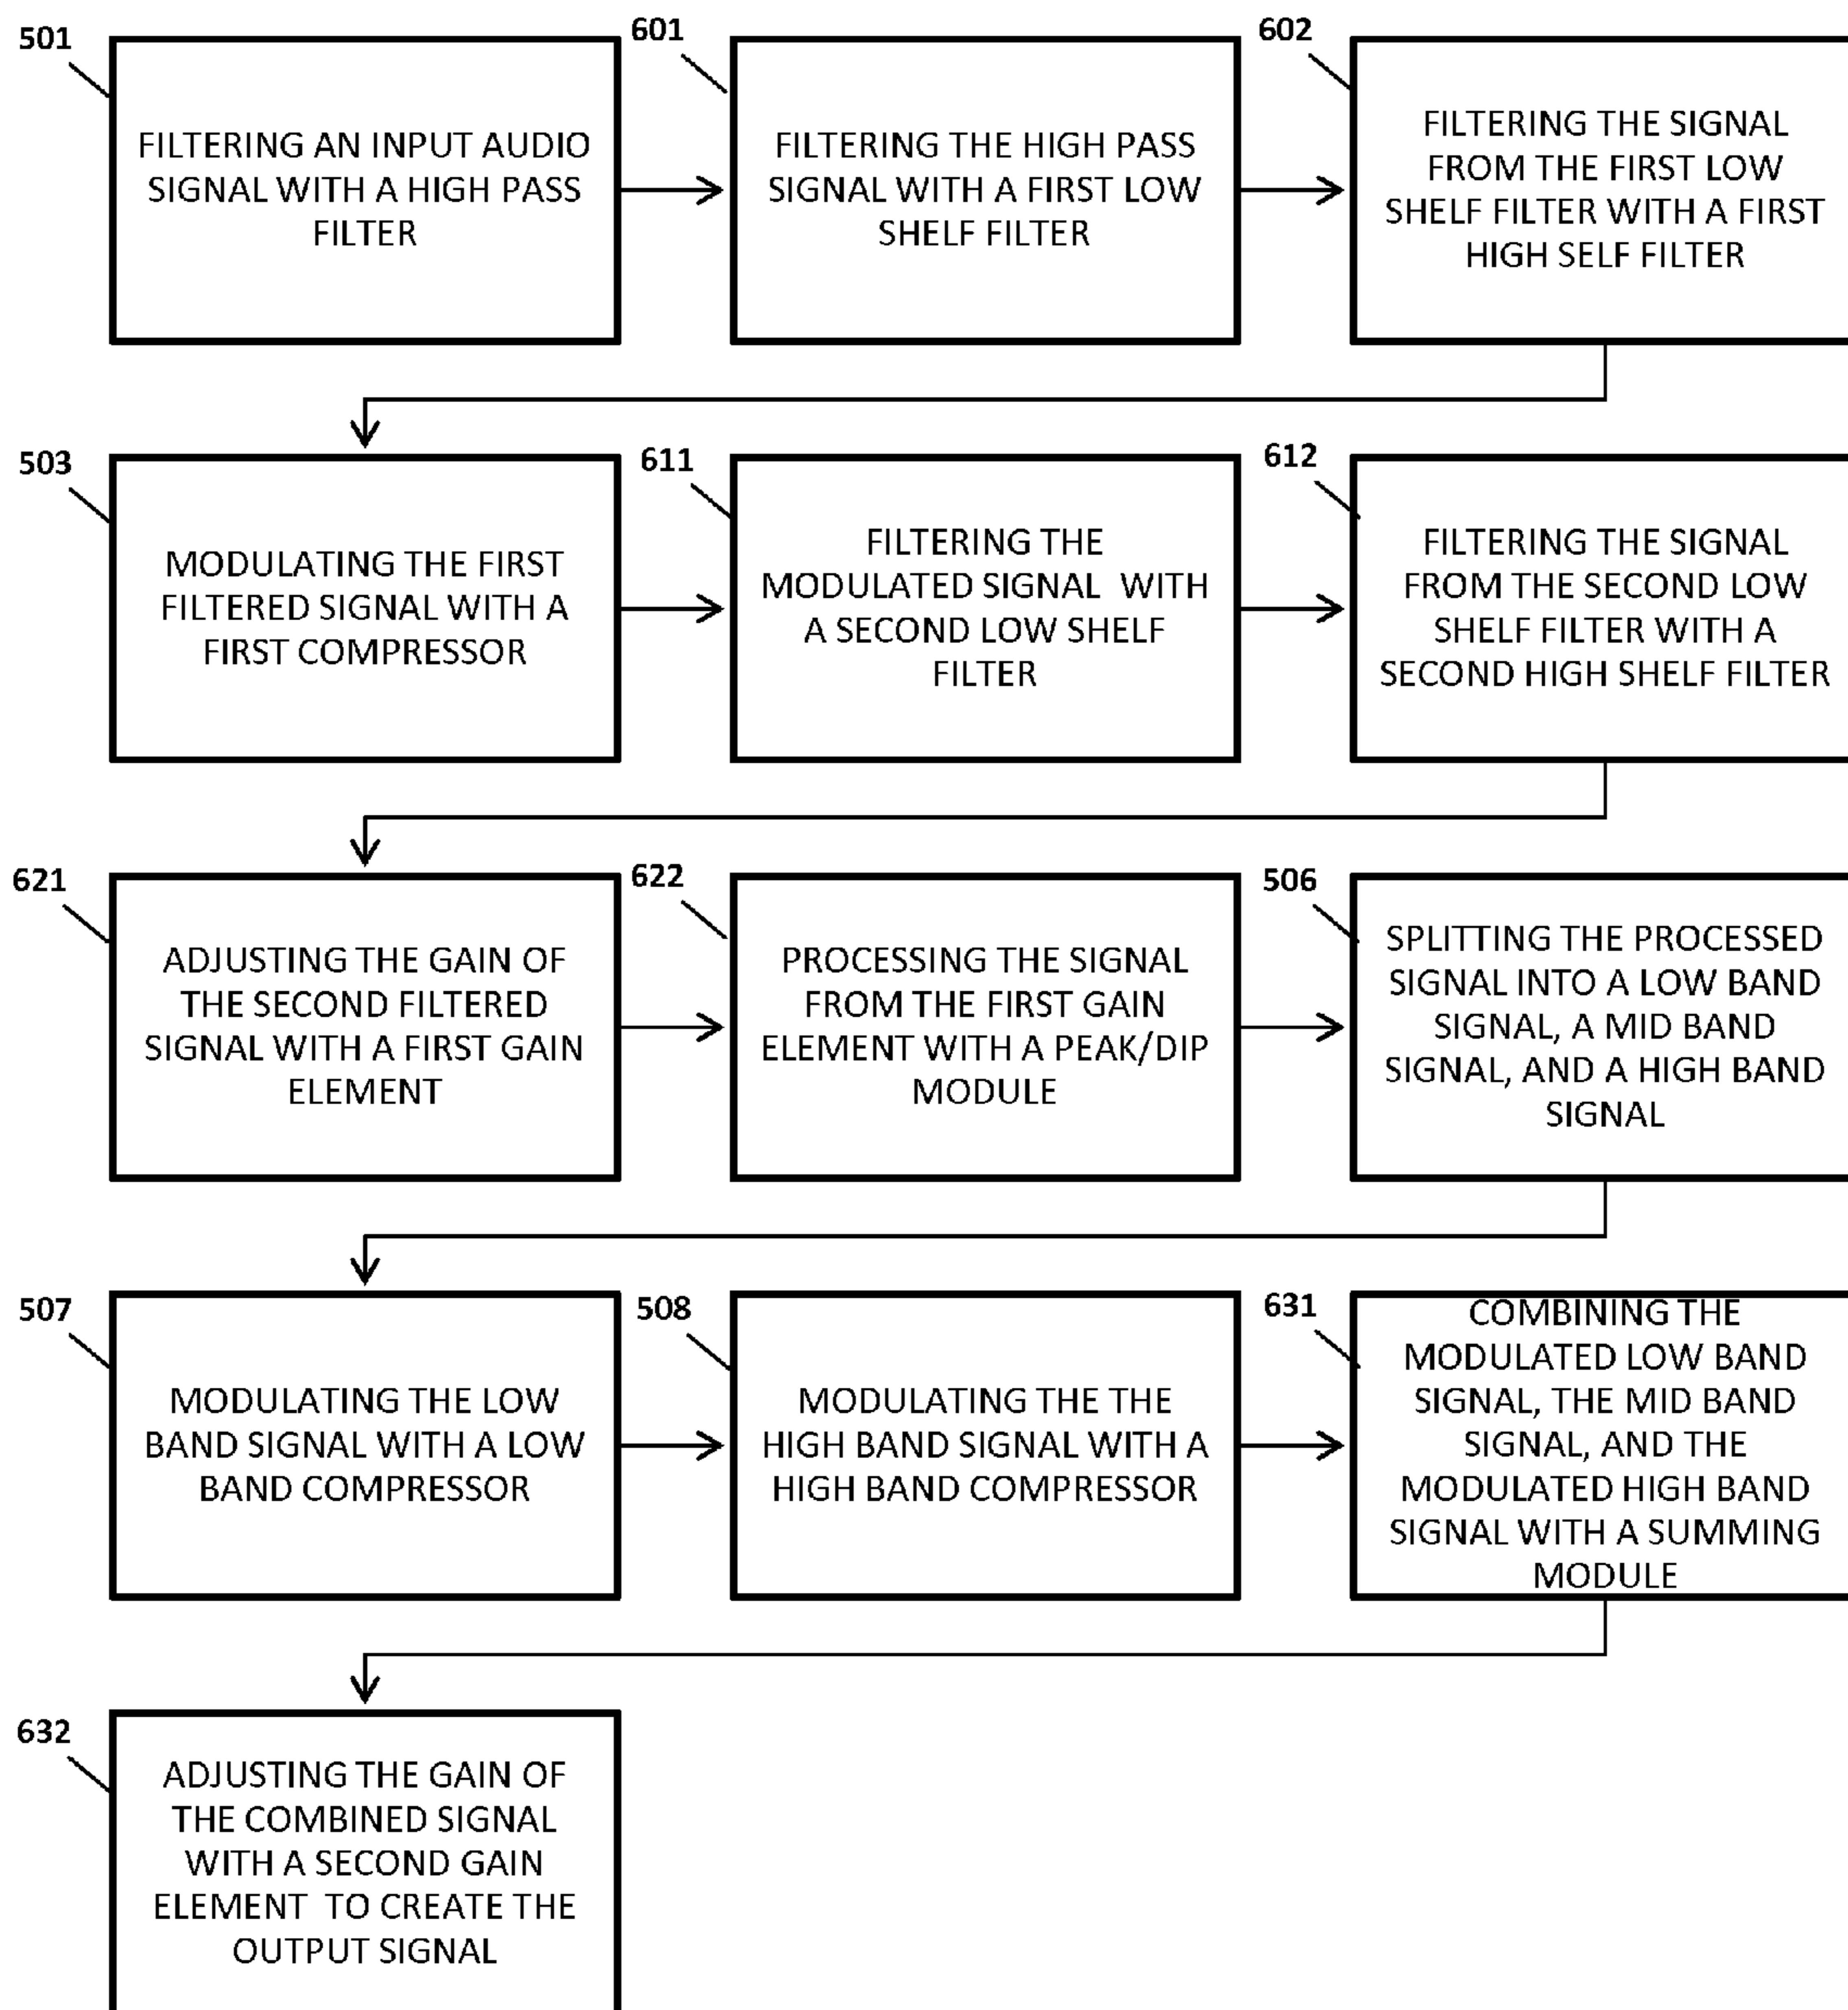 501
FILTERING AN INPUT AUDIO
SIGNAL WITH A HIGH PASS
FILTER
601
FILTERING THE HIGH PASS
SIGNAL WITH A FIRST LOW
SHELF FILTER
602
FILTERING THE SIGNAL
FROM THE FIRST LOW
SHELF FILTER WITH A FIRST
HIGH SELF FILTER
503
MODULATING THE FIRST
FILTERED SIGNAL WITH A
FIRST COMPRESSOR
611
FILTERING THE
MODULATED SIGNAL WITH
A SECOND LOW SHELF
FILTER
612
FILTERING THE SIGNAL
FROM THE SECOND LOW
SHELF FILTER WITH A
SECOND HIGH SHELF FILTER
621
ADJUSTING THE GAIN OF
THE SECOND FILTERED
SIGNAL WITH A FIRST GAIN
ELEMENT
622
PROCESSING THE SIGNAL
FROM THE FIRST GAIN
ELEMENT WITH A PEAK/DIP
MODULE
506
SPLITTING THE PROCESSED
SIGNAL INTO A LOW BAND
SIGNAL, A MID BAND
SIGNAL, AND A HIGH BAND
SIGNAL
507
MODULATING THE LOW
BAND SIGNAL WITH A LOW
BAND COMPRESSOR
508
MODULATING THE THE
HIGH BAND SIGNAL WITH A
HIGH BAND COMPRESSOR
631
COMBINING THE
MODULATED LOW BAND
SIGNAL, THE MID BAND
SIGNAL, AND THE
MODULATED HIGH BAND
SIGNAL WITH A SUMMING
MODULE
632
ADJUSTING THE GAIN OF
THE COMBINED SIGNAL
WITH A SECOND GAIN
ELEMENT TO CREATE THE
OUTPUT SIGNAL